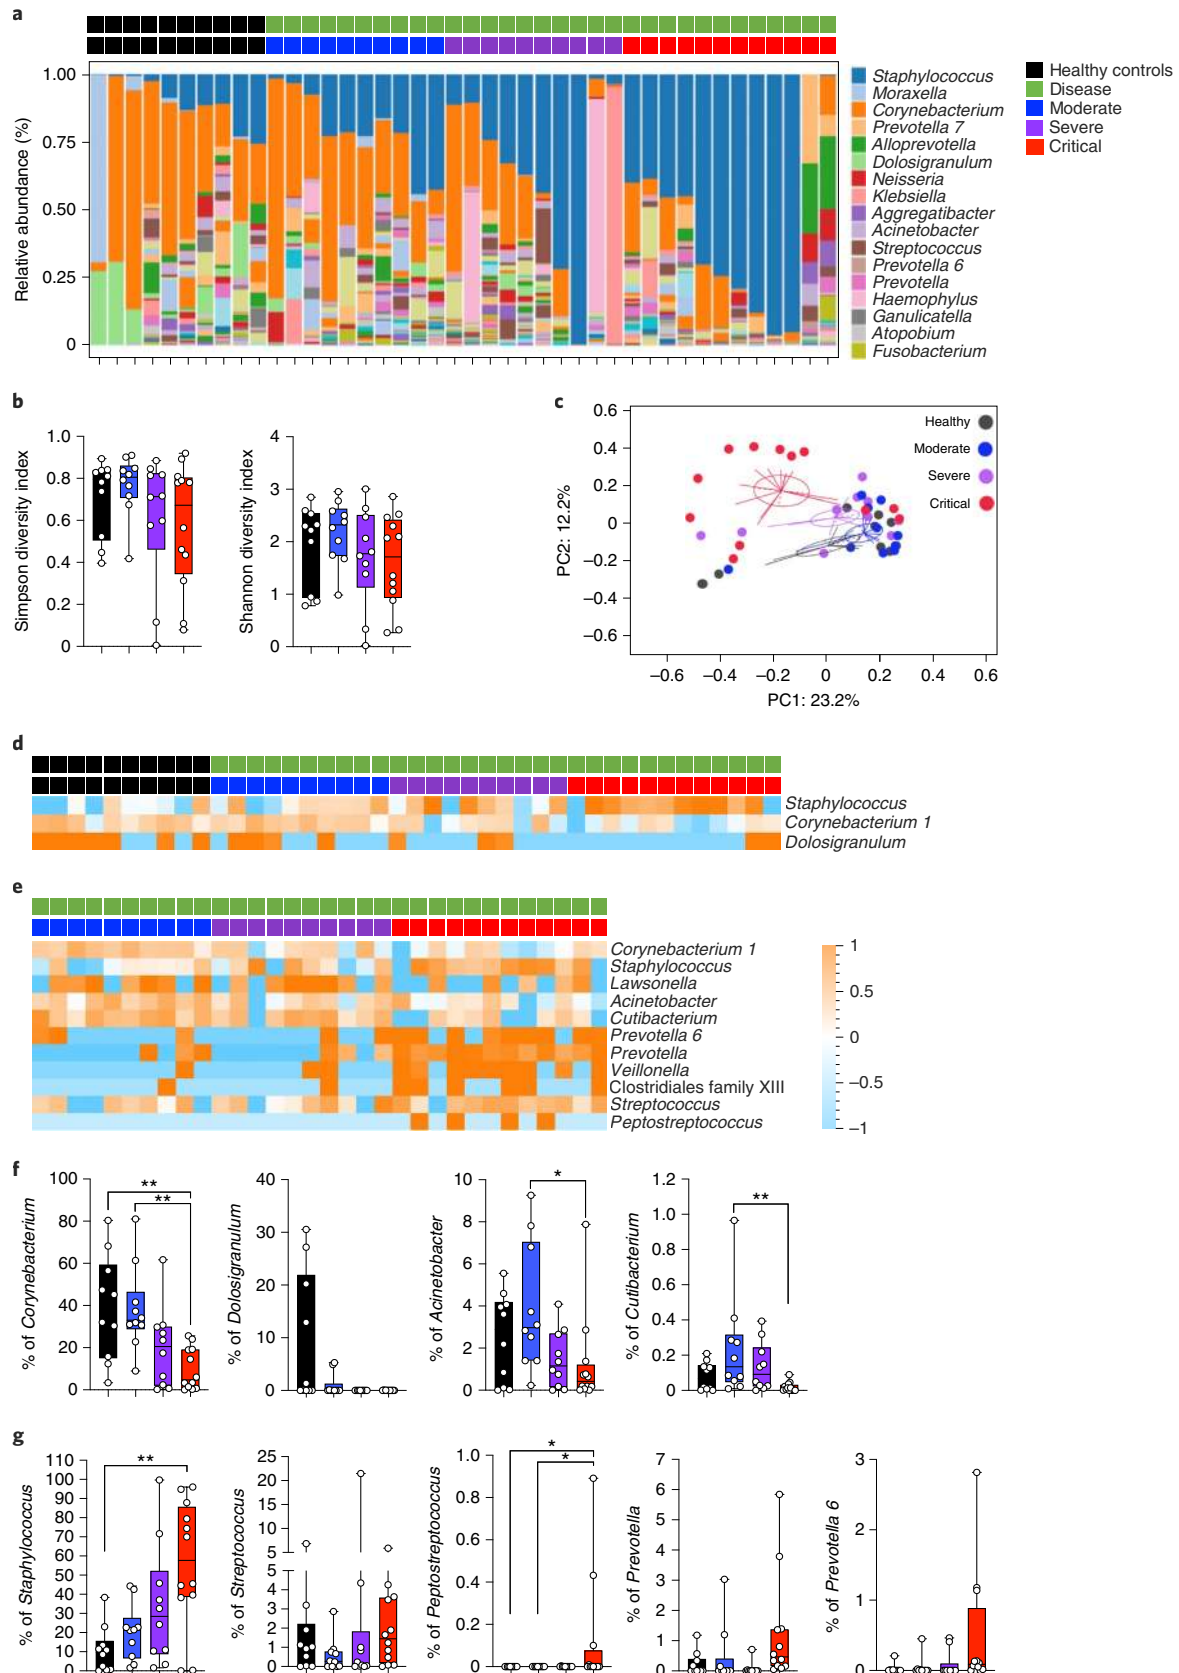 a
Relative abundance (%)
1.00
0.75
0.50
0.25
0
Staphylococcus
Moraxella
Corynebacterium
Prevotella 7
Alloprevotella
Dolosigranulum
Neisseria
Klebsiella
Aggregatibacter
Acinetobacter
Streptococcus
Prevotella 6
Prevotella
Haemophylus
Ganulicatella
Atopobium
Fusobacterium
Healthy controls
Disease
Moderate
Severe
Critical
b
Simpson diversity index
1.0
0.8
0.6
0.4
0.2
0
Shannon diversity index
4
3
2
1
0
c
PC2: 12.2%
0.6
0.4
0.2
0
−0.2
−0.4
−0.6
Healthy
Moderate
Severe
Critical
−0.6 −0.4 −0.2 0 0.2 0.4 0.6
PC1: 23.2%
d
Staphylococcus
Corynebacterium 1
Dolosigranulum
e
Corynebacterium 1
Staphylococcus
Lawsonella
Acinetobacter
Cutibacterium
Prevotella 6
Prevotella
Veillonella
Clostridiales family XIII
Streptococcus
Peptostreptococcus
1
0.5
0
−0.5
−1
f
% of Corynebacterium
100
80
60
40
20
0
**
**
% of Dolosigranulum
40
30
20
10
0
% of Acinetobacter
10
8
6
4
2
0
*
% of Cutibacterium
1.2
1.0
0.8
0.6
0.4
0.2
0
**
g
% of Staphylococcus
110
100
90
80
70
60
50
40
30
20
10
0
**
% of Streptococcus
25
20
15
10
5
5
4
3
2
1
0
% of Peptostreptococcus
1.0
0.8
0.6
0.4
0.2
0
*
*
% of Prevotella
7
6
5
4
3
2
1
0
% of Prevotella 6
3
2
1
0